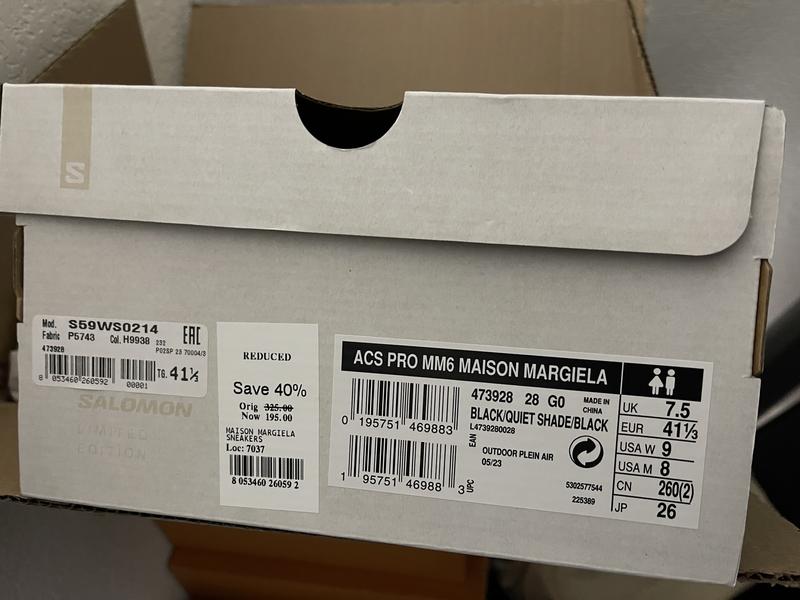 S
Mod. S59WS0214
Fabric P5743 Col. H9938 232 EAC
P02SP 23 70004/3
473928
8 053460 260592 00001
TG. 41⅓
SALOMON
LIMITED
EDITION
REDUCED
Save 40%
Orig 325.00
Now 195.00
MAISON MARGIELA
SNEAKERS
Loc: 7037
8 053460 26059 2
ACS PRO MM6 MAISON MARGIELA
0 195751 469883
EAN
1 95751 46988 3
UPC
473928 28 G0
MADE IN
CHINA
BLACK/QUIET SHADE/BLACK
L4739280028
OUTDOOR PLEIN AIR
05/23
5302577544
225389
UK 7.5
EUR 41⅓
USA W 9
USA M 8
CN 260(2)
JP 26